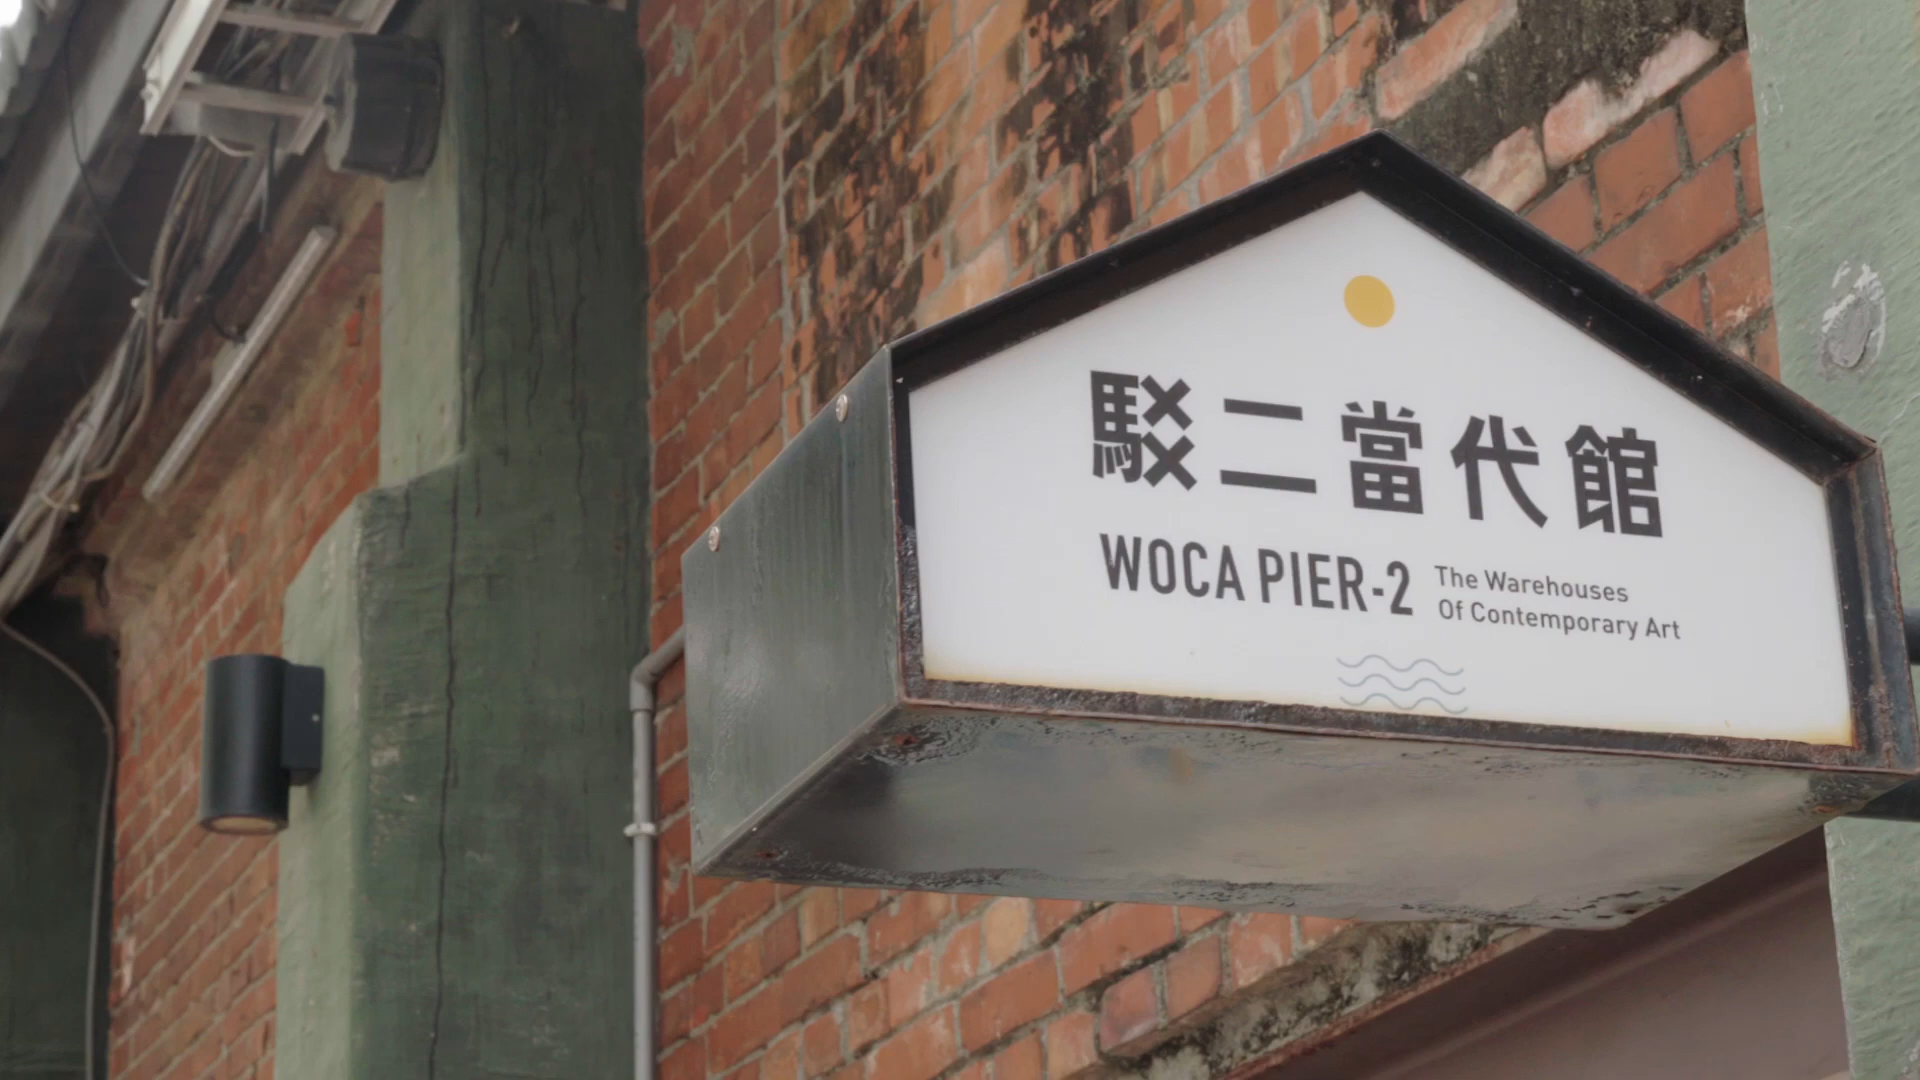 駁二當代館
WOCA PIER-2
The Warehouses
Of Contemporary Art